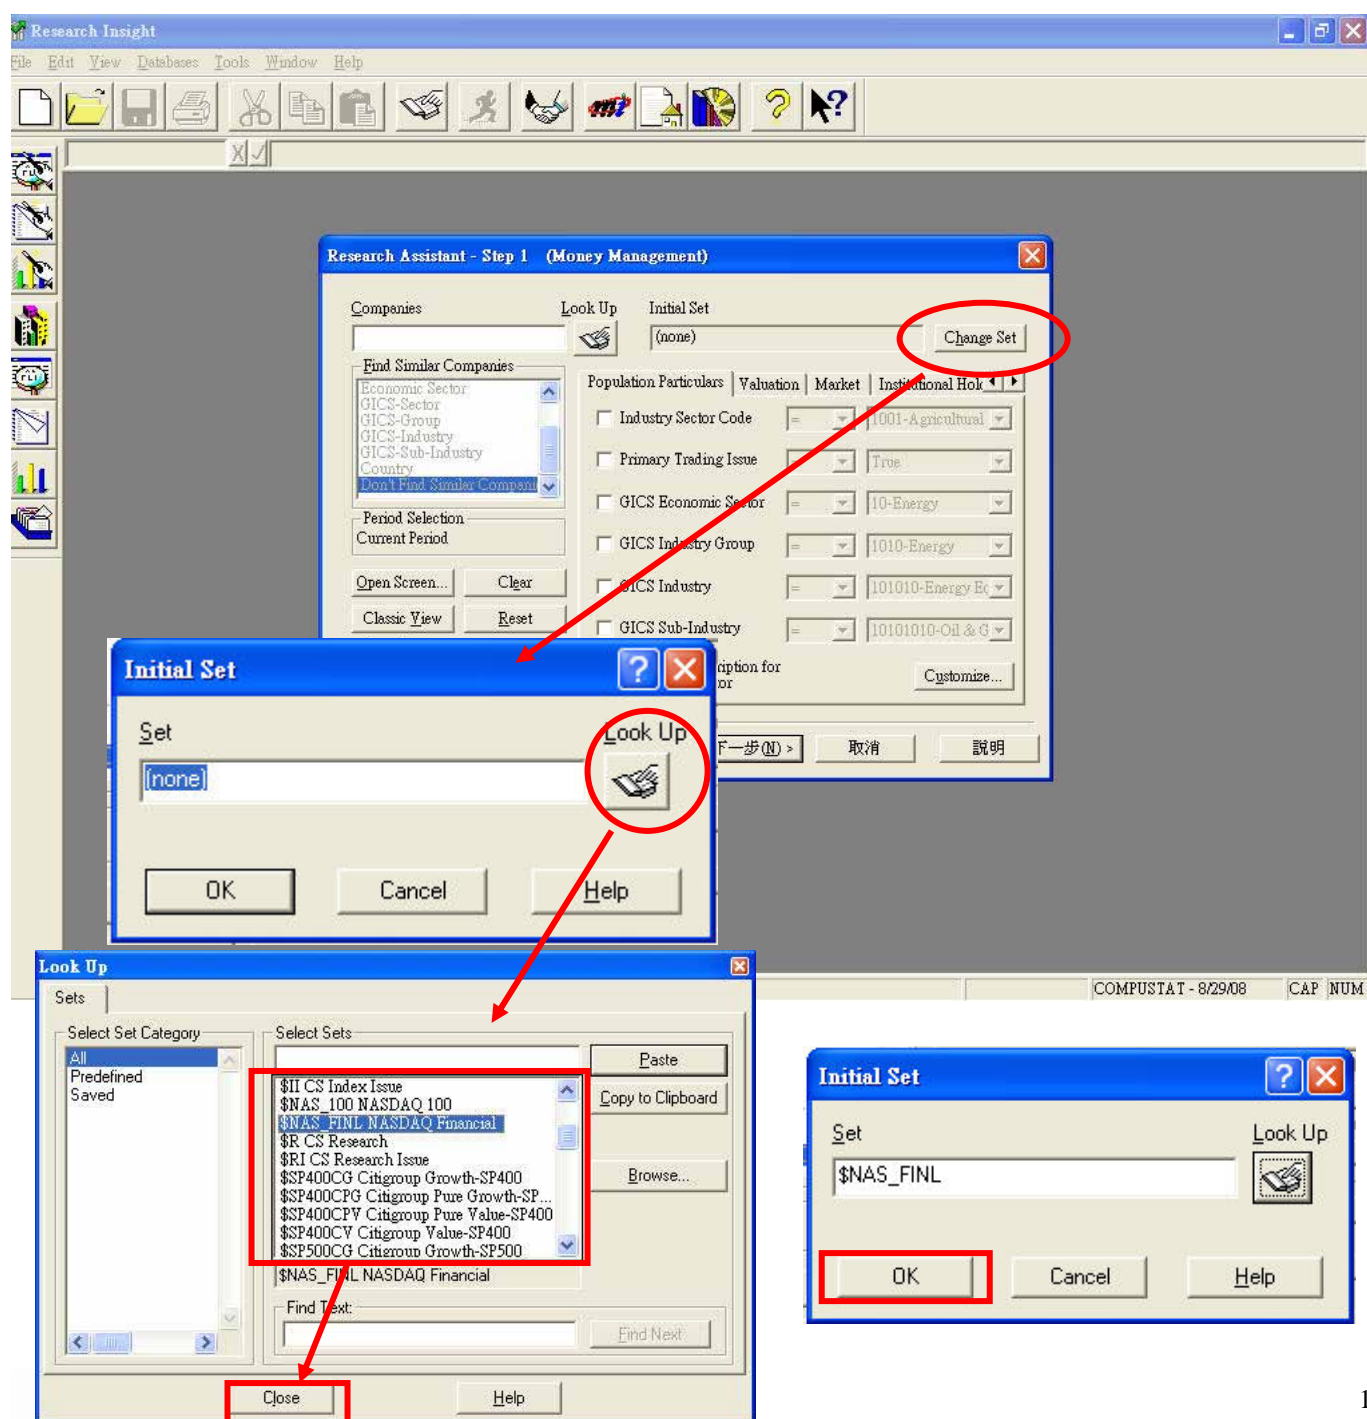 Research Insight
File Edit View Databases Tools Window Help
Research Assistant - Step 1 (Money Management)
Companies Look Up Initial Set
(none) Change Set
Find Similar Companies
Economic Sector
GICS-Sector
GICS-Group
GICS-Industry
GICS-Sub-Industry
Country
Don't Find Similar Compani
Period Selection
Current Period
Open Screen... Clear
Classic View Reset
Population Particulars Valuation Market Institutional Hol
Industry Sector Code = 1001-Agricultural
Primary Trading Issue = True
GICS Economic Sector = 10-Energy
GICS Industry Group = 1010-Energy
GICS Industry = 101010-Energy Eq
GICS Sub-Industry = 10101010-Oil & G
ription for
or
Customize...
下一步(N) > 取消 説明
Initial Set
Set Look Up
(none)
OK Cancel Help
COMPUSTAT - 8/29/08 CAP NUM
Look Up
Sets
Select Set Category
All
Predefined
Saved
Select Sets
$II CS Index Issue
$NAS_100 NASDAQ 100
$NAS_FINL NASDAQ Financial
$R CS Research
$RI CS Research Issue
$SP400CG Citigroup Growth-SP400
$SP400CPG Citigroup Pure Growth-SP...
$SP400CPV Citigroup Pure Value-SP400
$SP400CV Citigroup Value-SP400
$SP500CG Citigroup Growth-SP500
$NAS_FINL NASDAQ Financial
Find Text:
Find Next
Paste
Copy to Clipboard
Browse...
Close Help
Initial Set
Set Look Up
$NAS_FINL
OK Cancel Help
1